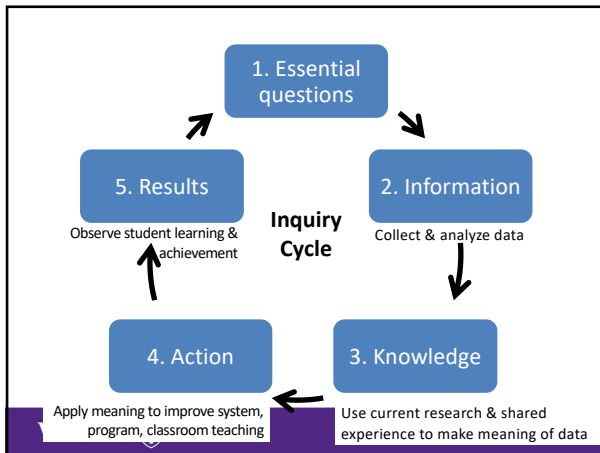 1. Essential
questions
2. Information
Collect & analyze data
3. Knowledge
Use current research & shared
experience to make meaning of data
4. Action
Apply meaning to improve system,
program, classroom teaching
5. Results
Observe student learning &
achievement
Inquiry
Cycle